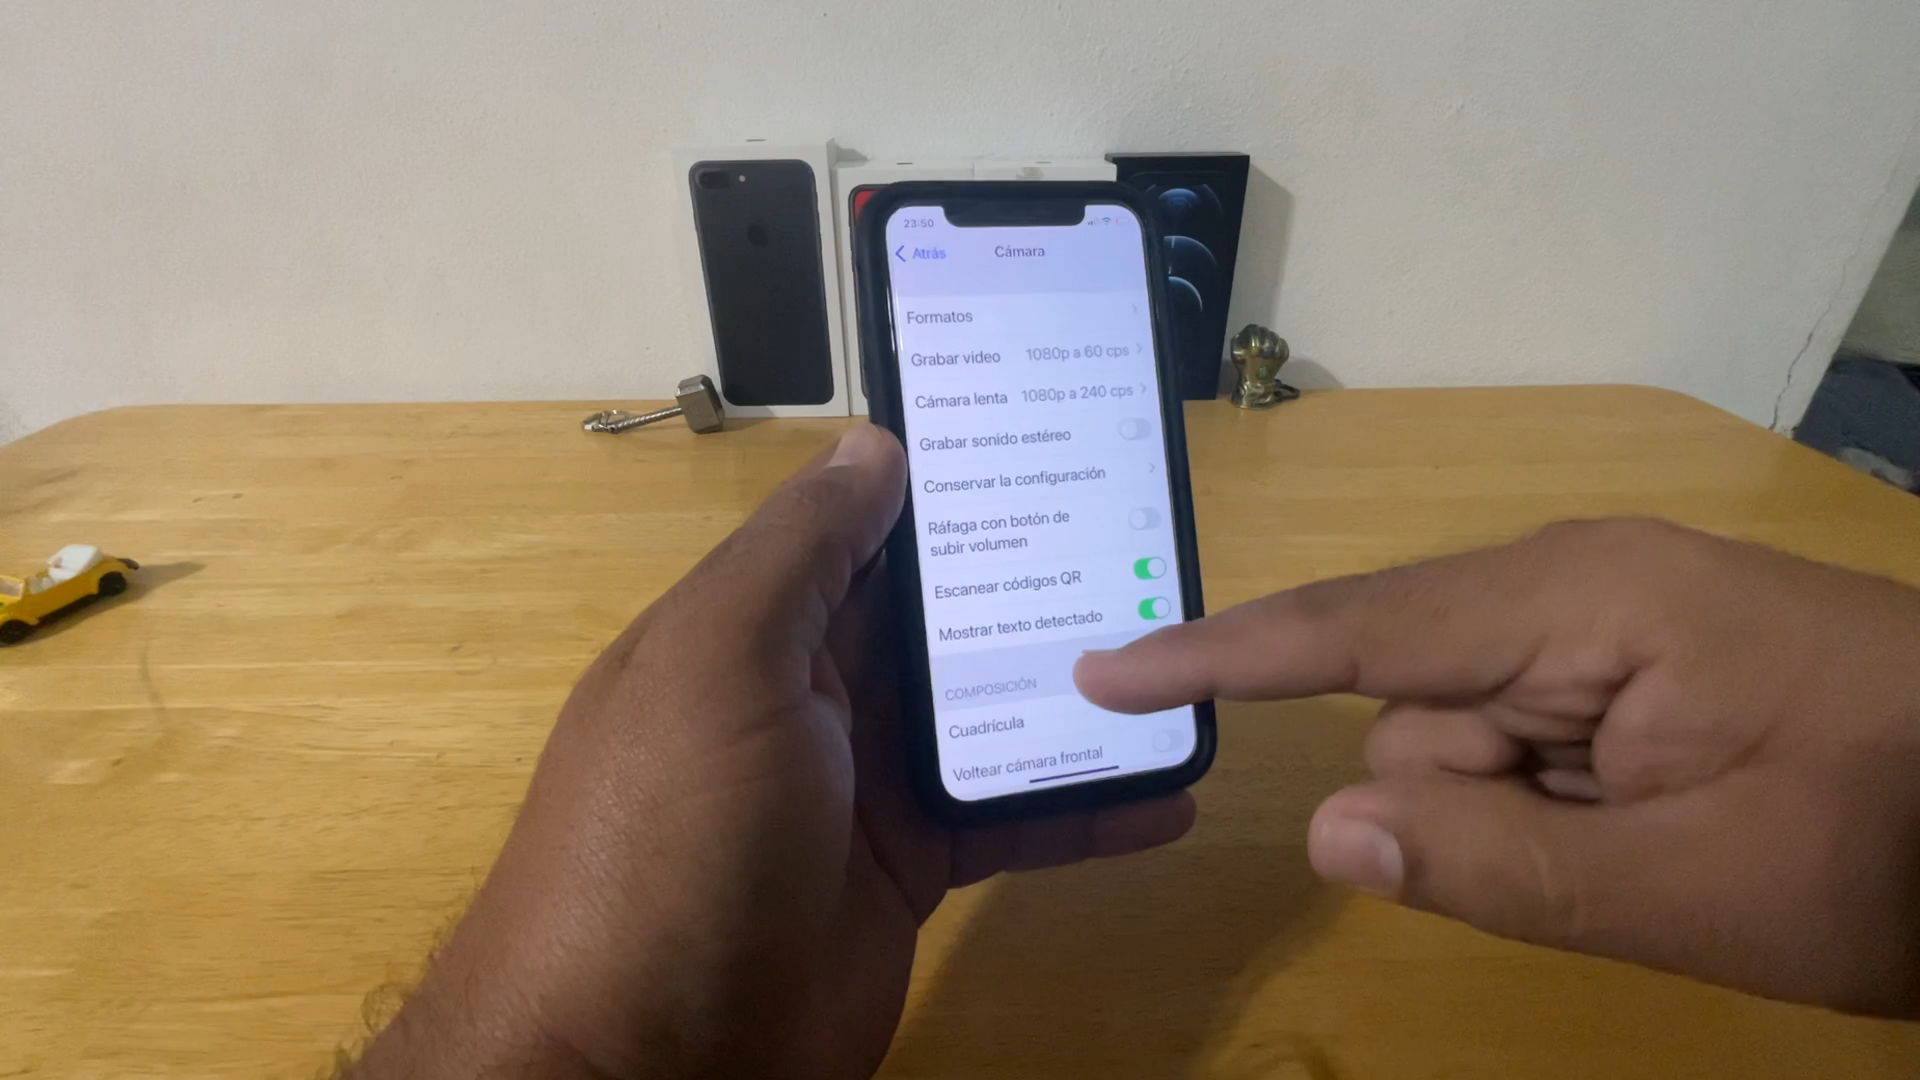 23:50
Atrás
Cámara
Formatos
Grabar video 1080p a 60 cps
Cámara lenta 1080p a 240 cps
Grabar sonido estéreo
Conservar la configuración
Ráfaga con botón de
subir volumen
Escanear códigos QR
Mostrar texto detectado
COMPOSICIÓN
Cuadrícula
Voltear cámara frontal